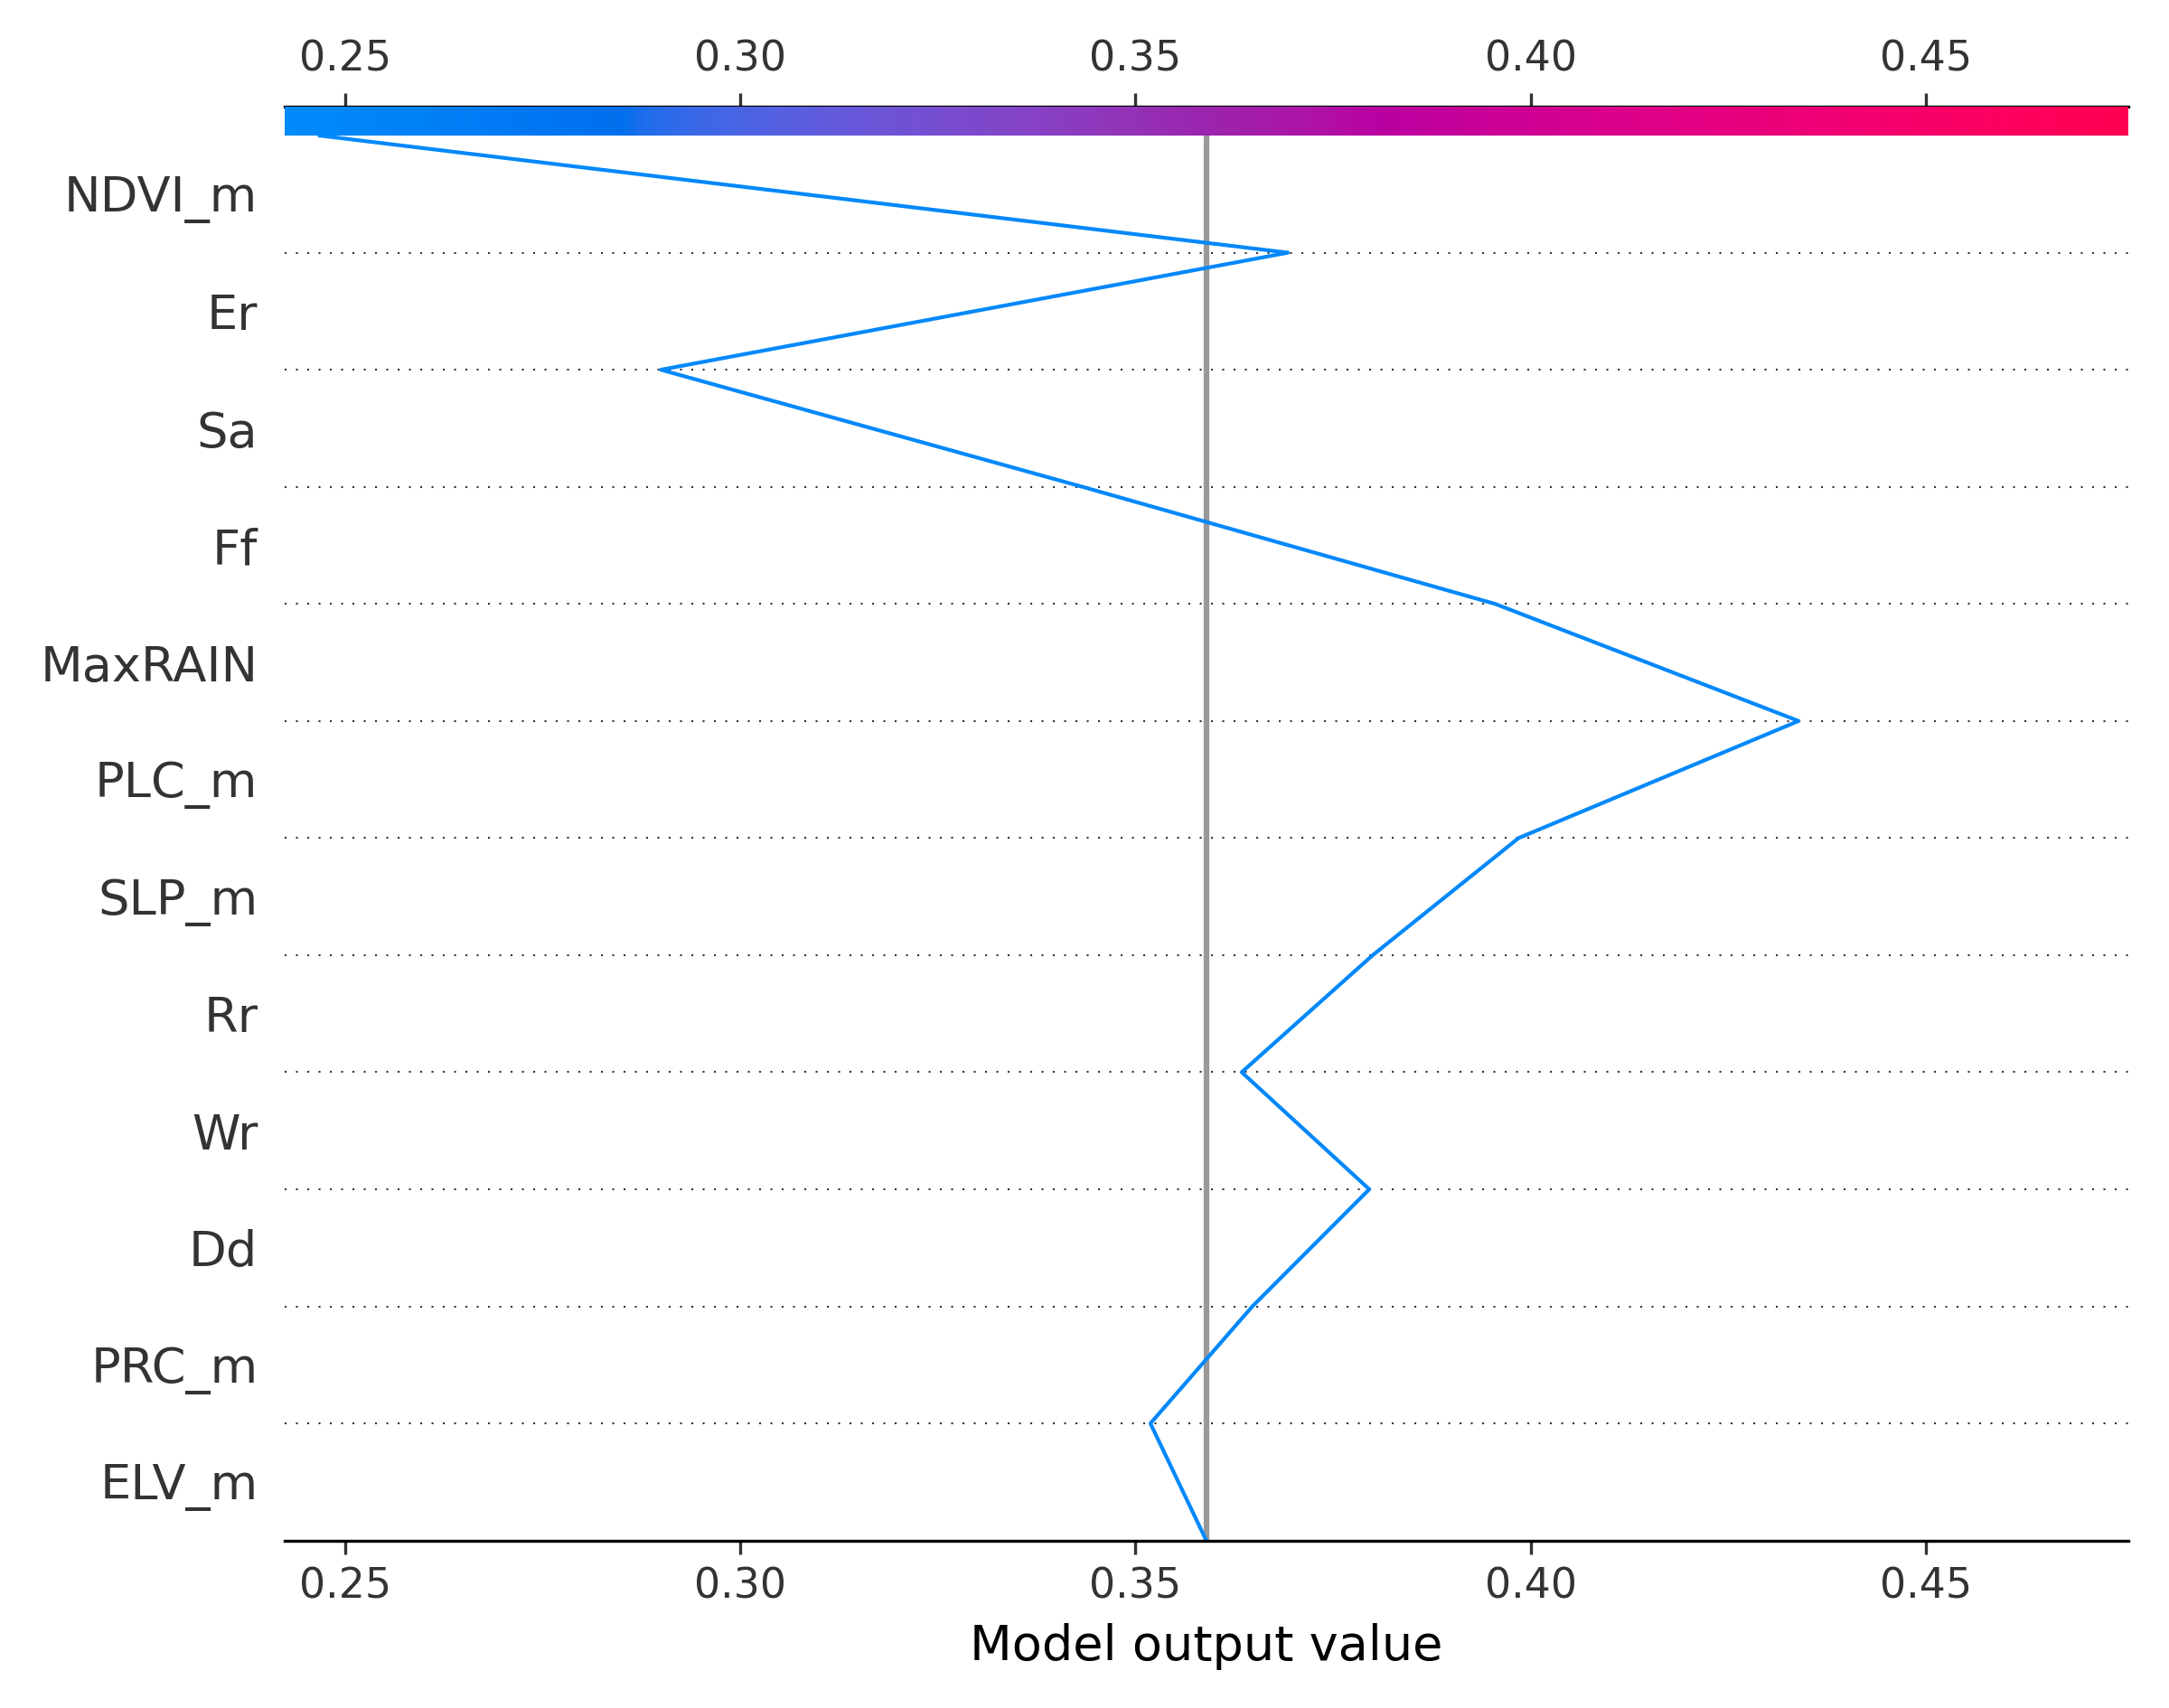 0.25 0.30 0.35 0.40 0.45
NDVI_m
Er
Sa
Ff
MaxRAIN
PLC_m
SLP_m
Rr
Wr
Dd
PRC_m
ELV_m
0.25 0.30 0.35 0.40 0.45
Model output value